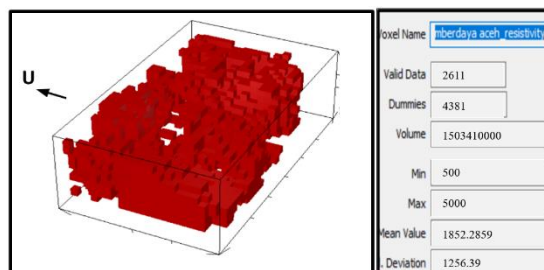 U
oxel Name mberdaya aceh_resistivity
Valid Data 2611
Dummies 4381
Volume 1503410000
Min 500
Max 5000
Mean Value 1852.2859
. Deviation 1256.39